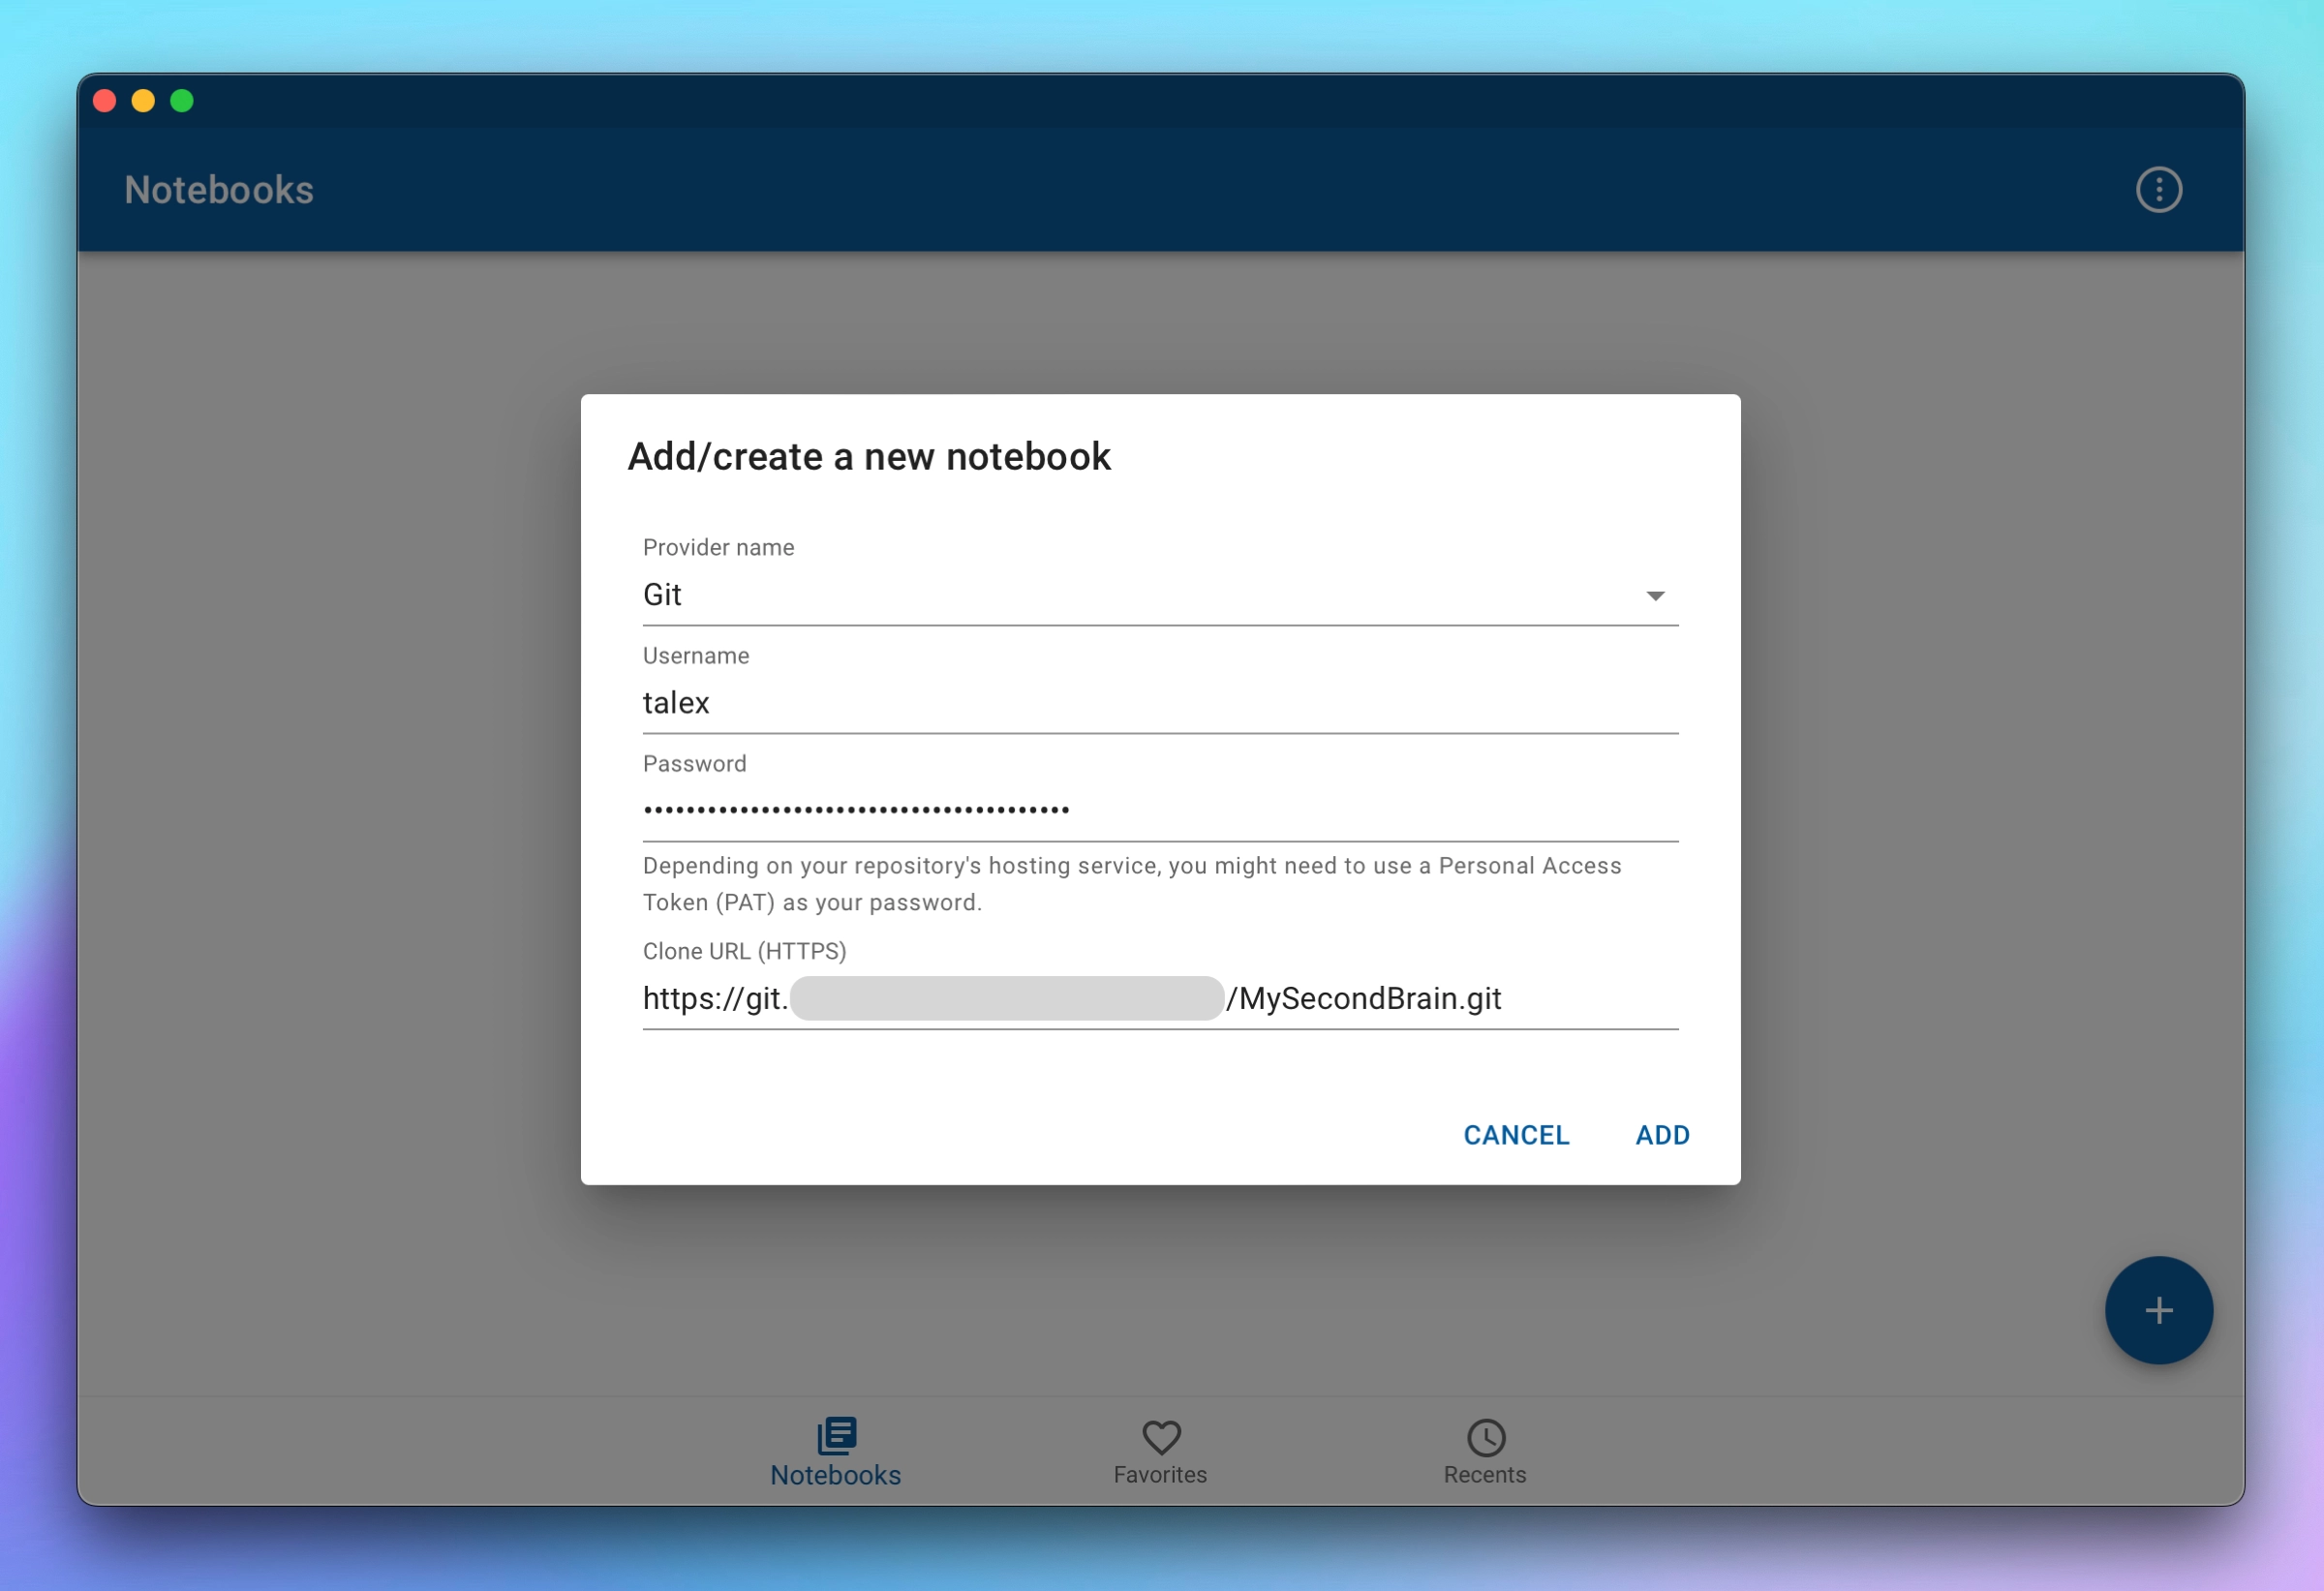 Notebooks
Add/create a new notebook
Provider name
Git
Username
talex
Password
••••••••••••••••••••••••••••••••••••••••
Depending on your repository's hosting service, you might need to use a Personal Access
Token (PAT) as your password.
Clone URL (HTTPS)
https://git. /MySecondBrain.git
CANCEL ADD
Notebooks Favorites Recents